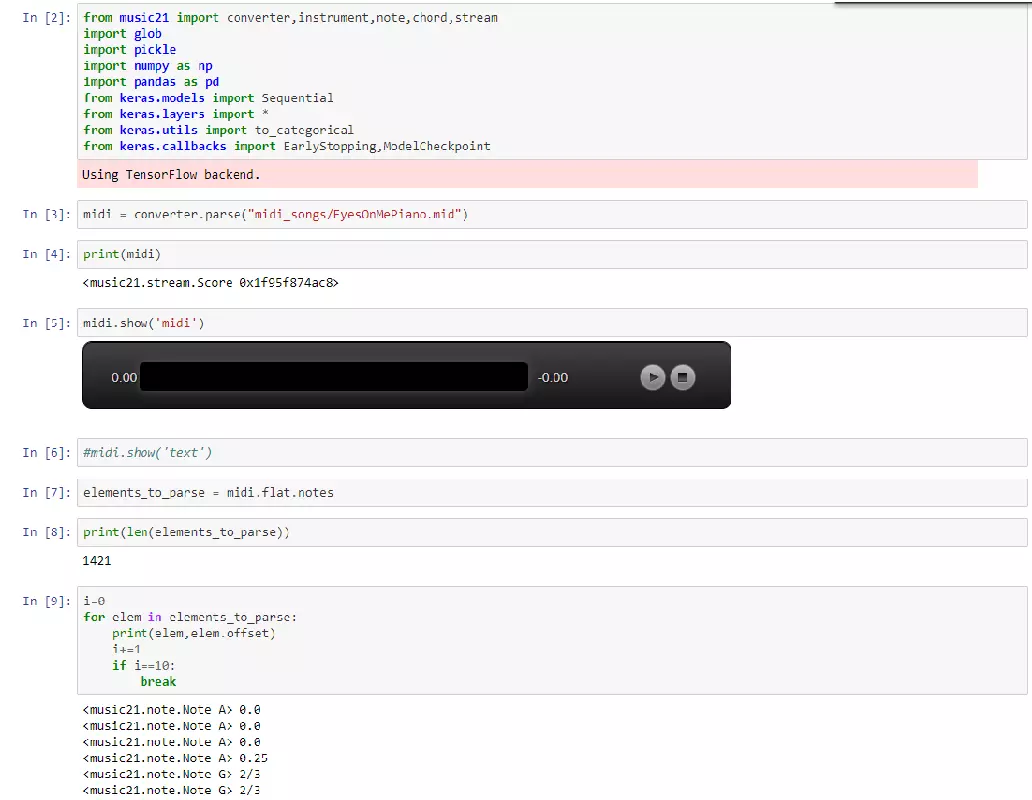 In [2]: from music21 import converter,instrument,note,chord,stream
import glob
import pickle
import numpy as np
import pandas as pd
from keras.models import Sequential
from keras.layers import *
from keras.utils import to_categorical
from keras.callbacks import EarlyStopping,ModelCheckpoint
Using TensorFlow backend.
In [3]: midi = converter.parse("midi_songs/EyesOnMePiano.mid")
In [4]: print(midi)
<music21.stream.Score 0x1f95f874ac8>
In [5]: midi.show('midi')
0.00 -0.00
In [6]: #midi.show('text')
In [7]: elements_to_parse = midi.flat.notes
In [8]: print(len(elements_to_parse))
1421
In [9]: i=0
for elem in elements_to_parse:
    print(elem,elem.offset)
    i+=1
    if i==10:
        break
<music21.note.Note A> 0.0
<music21.note.Note A> 0.0
<music21.note.Note A> 0.0
<music21.note.Note A> 0.25
<music21.note.Note G> 2/3
<music21.note.Note G> 2/3